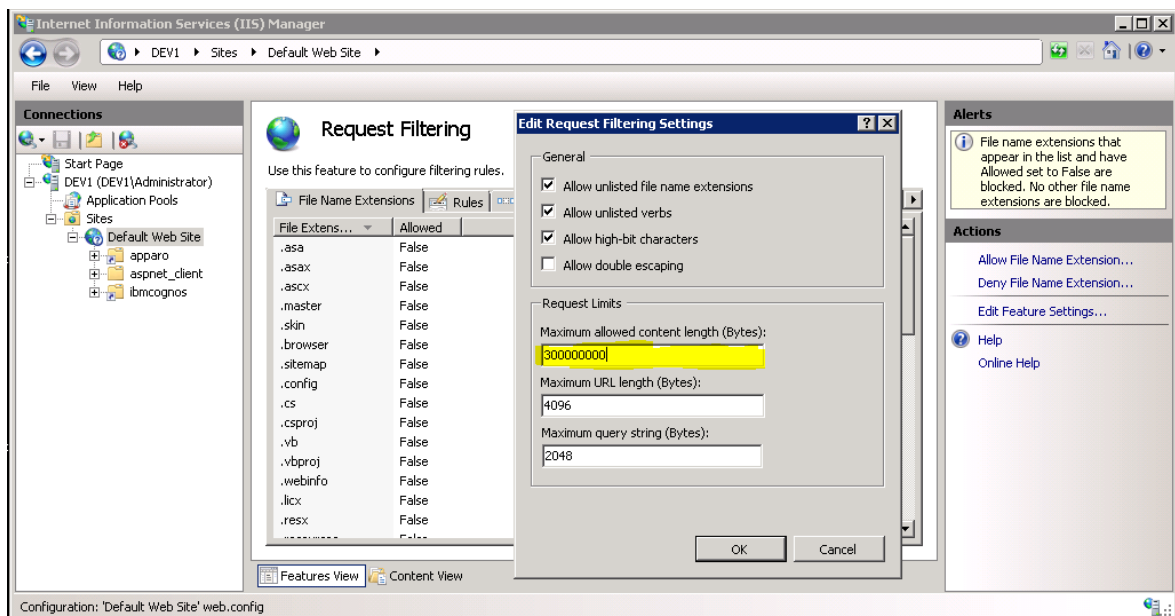 Internet Information Services (IIS) Manager
DEV1 Sites Default Web Site
File View Help
Connections
Start Page
DEV1 (DEV1\Administrator)
Application Pools
Sites
Default Web Site
apparo
aspnet_client
ibmcognos
Request Filtering
Use this feature to configure filtering rules.
File Name Extensions Rules
File Extens... Allowed
.asa False
.asax False
.ascx False
.master False
.skin False
.browser False
.sitemap False
.config False
.cs False
.csproj False
.vb False
.vbproj False
.webinfo False
.licx False
.resx False
Features View Content View
Edit Request Filtering Settings
General
Allow unlisted file name extensions
Allow unlisted verbs
Allow high-bit characters
Allow double escaping
Request Limits
Maximum allowed content length (Bytes):
300000000
Maximum URL length (Bytes):
4096
Maximum query string (Bytes):
2048
OK Cancel
Alerts
File name extensions that
appear in the list and have
Allowed set to False are
blocked. No other file name
extensions are blocked.
Actions
Allow File Name Extension...
Deny File Name Extension...
Edit Feature Settings...
Help
Online Help
Configuration: 'Default Web Site' web.config